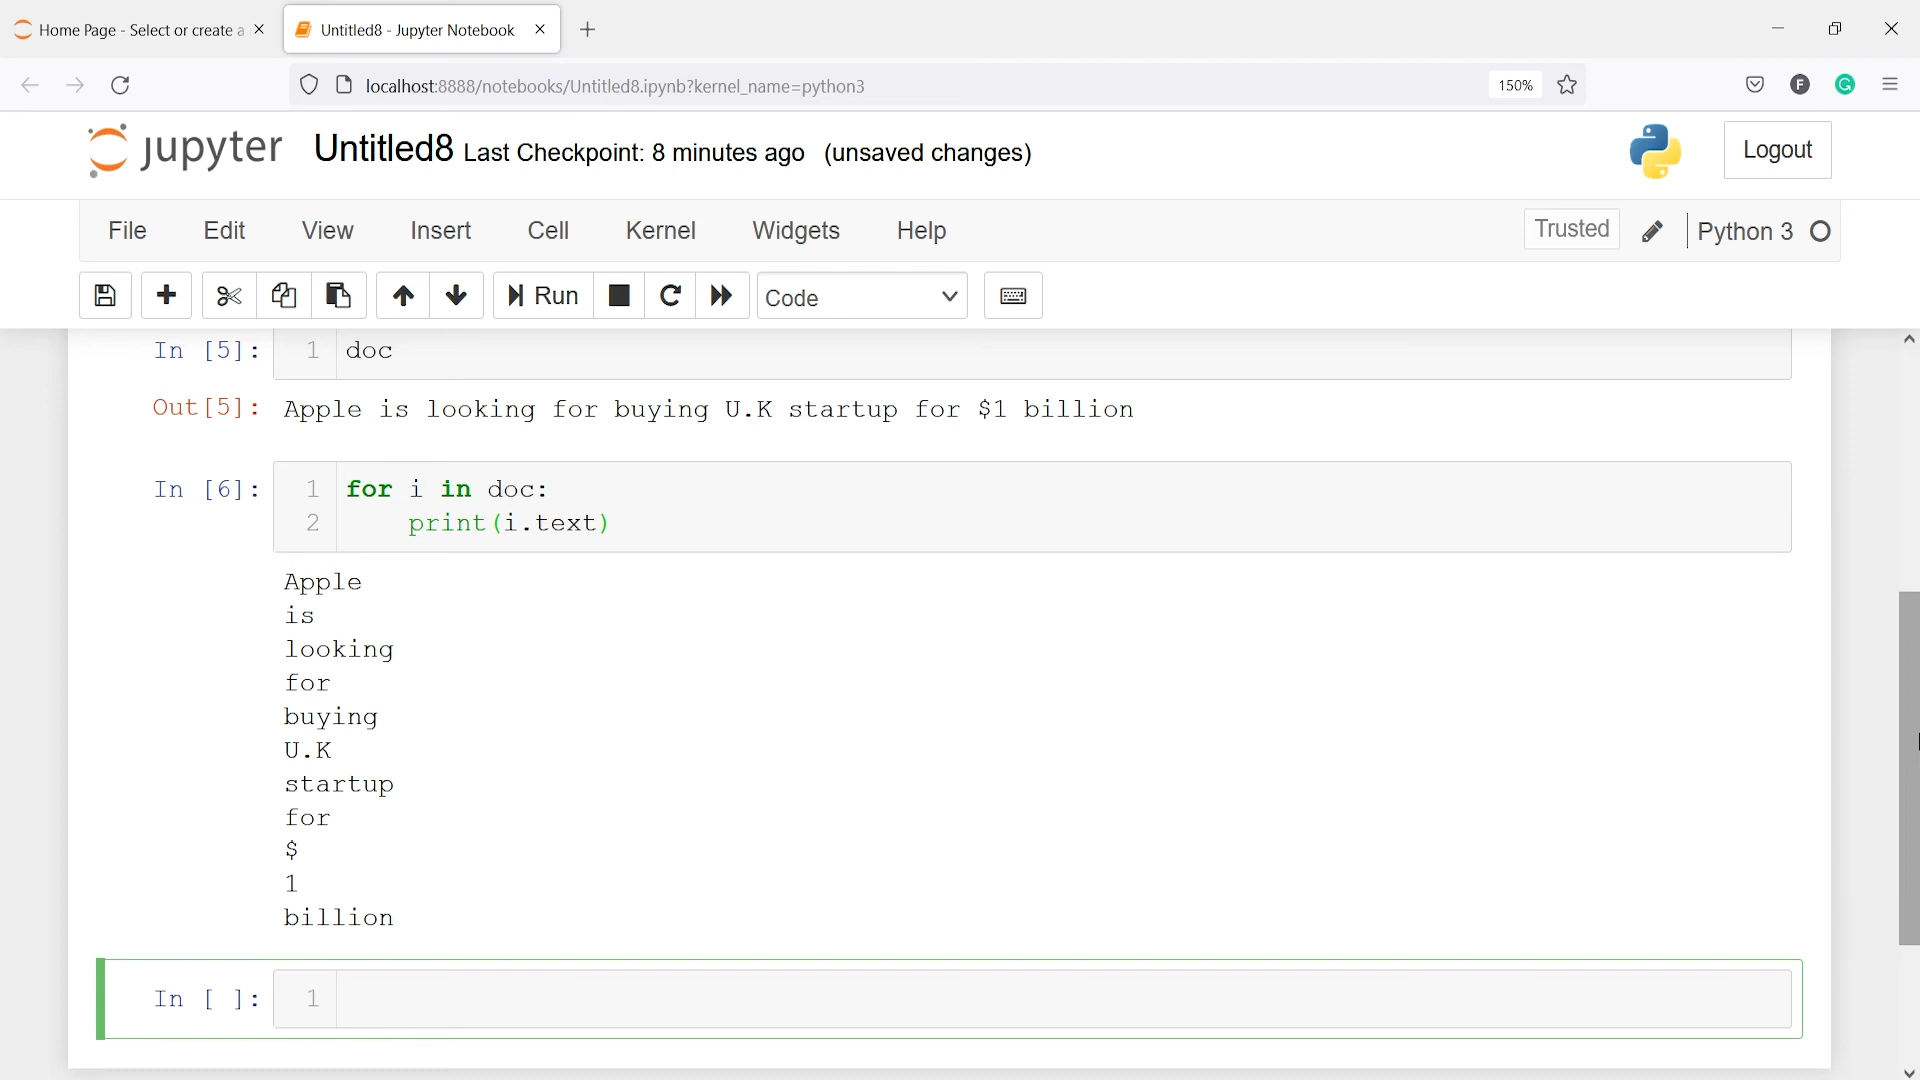 Home Page - Select or create a
Untitled8 - Jupyter Notebook
localhost:8888/notebooks/Untitled8.ipynb?kernel_name=python3
150%
F
G
jupyter Untitled8 Last Checkpoint: 8 minutes ago (unsaved changes)
Logout
File Edit View Insert Cell Kernel Widgets Help
Trusted
Python 3
Run
Code
In [5]: 1 doc
Out[5]: Apple is looking for buying U.K startup for $1 billion
In [6]: 1 for i in doc:
2 print(i.text)
Apple
is
looking
for
buying
U.K
startup
for
$
1
billion
In [ ]: 1